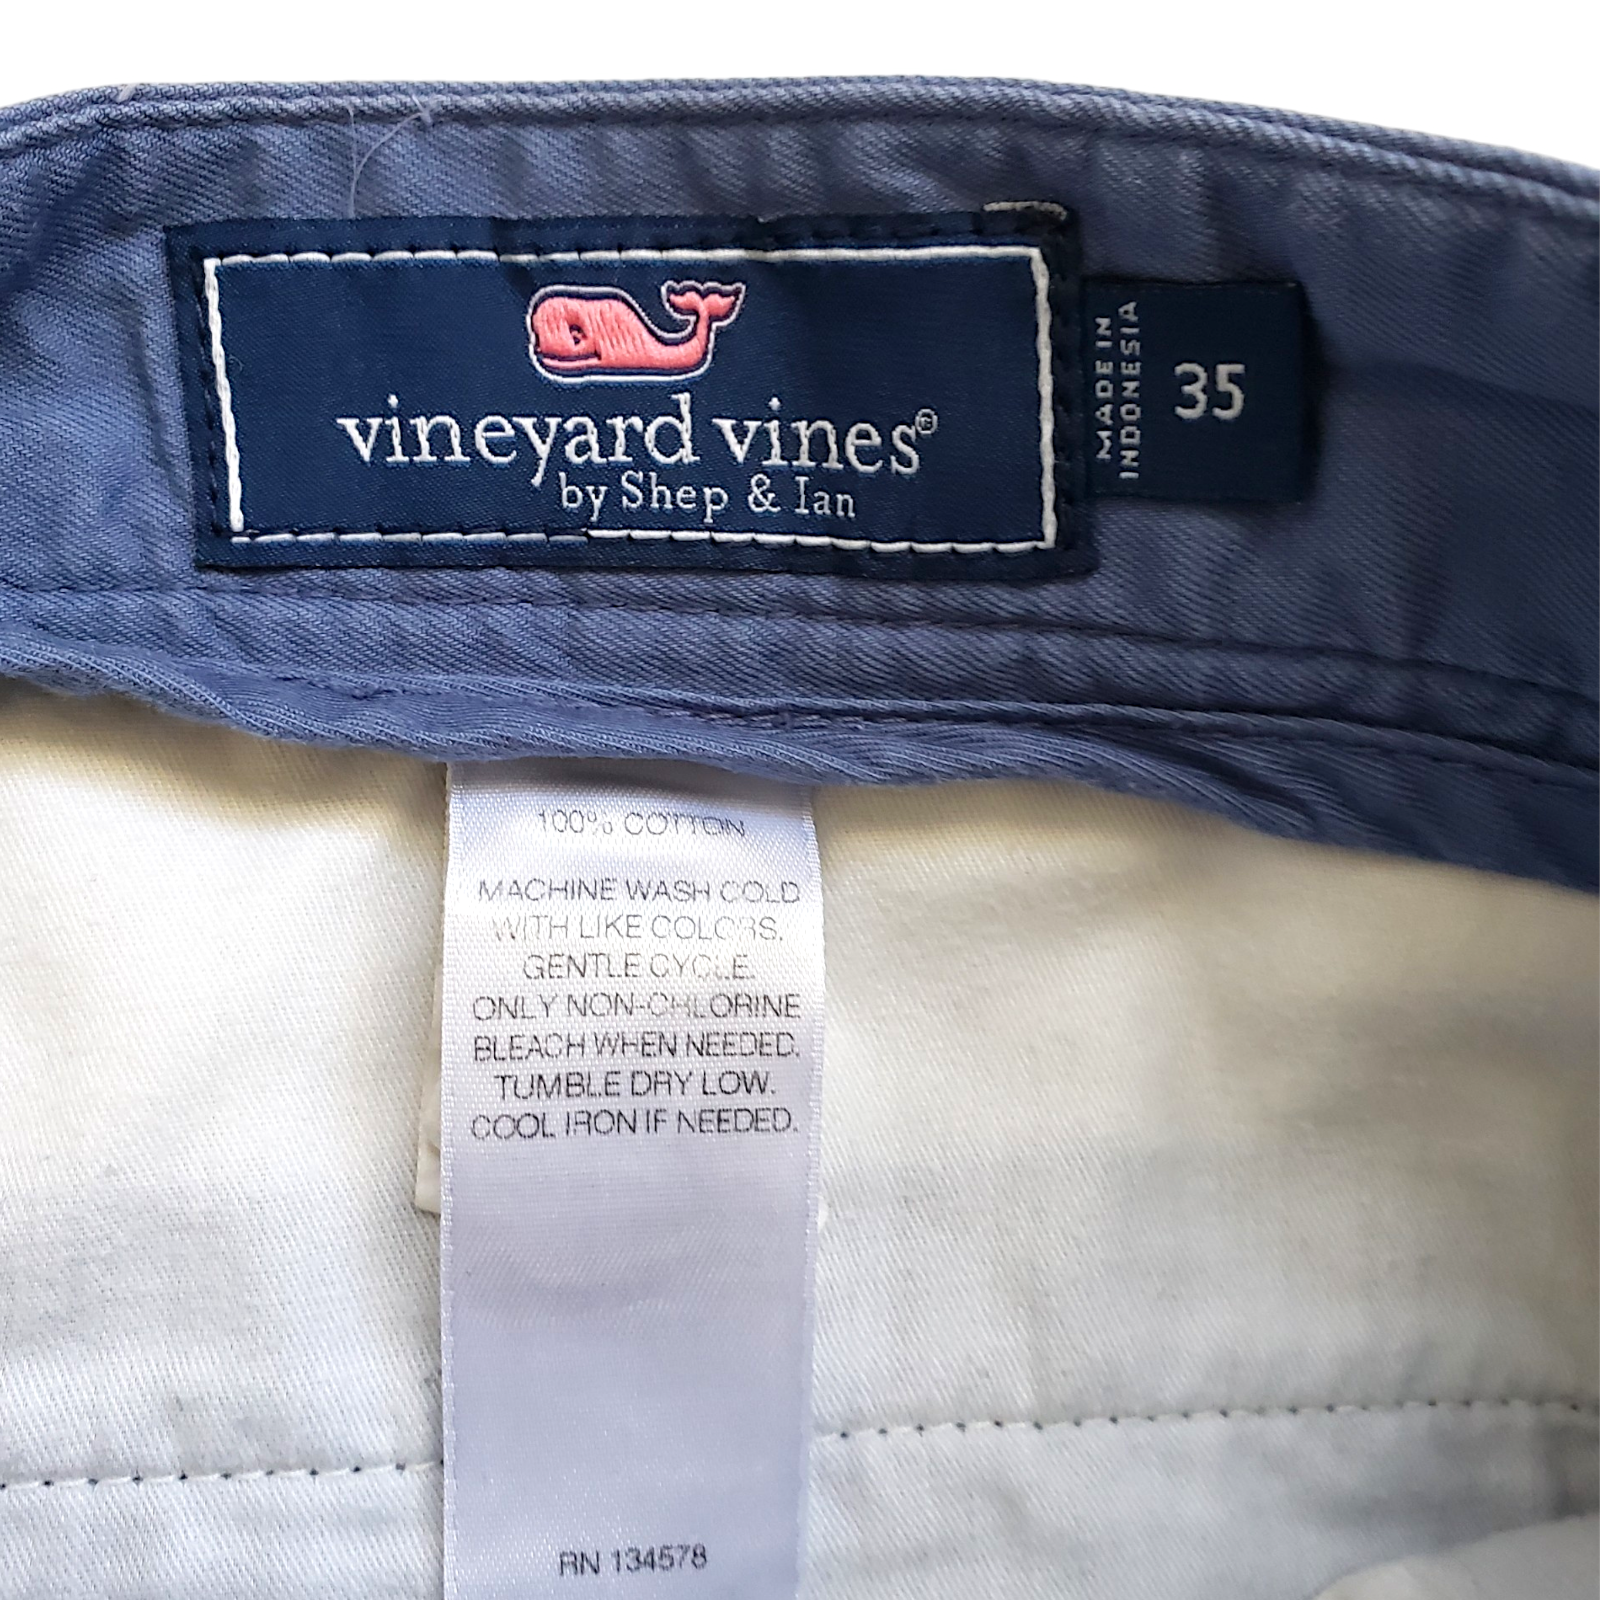 vineyard vines®
by Shep & Ian
MADE IN
INDONESIA
35
100% COTTON
MACHINE WASH COLD
WITH LIKE COLORS.
GENTLE CYCLE.
ONLY NON-CHLORINE
BLEACH WHEN NEEDED.
TUMBLE DRY LOW.
COOL IRON IF NEEDED.
RN 134578